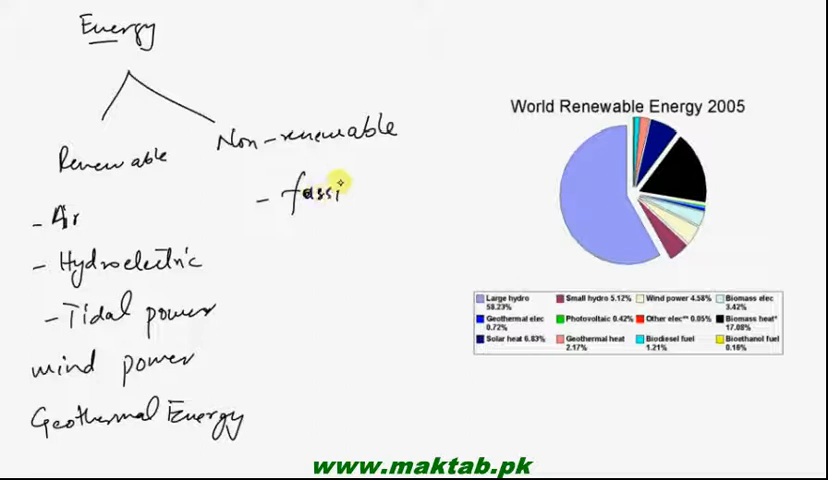 Energy
Renewable
Non-renewable
- Air
- Hydroelectric
- Tidal power
wind power
Geothermal Energy
- fossi
World Renewable Energy 2005
Large hydro 58.23%
Small hydro 5.12%
Wind power 4.58%
Biomass elec 3.42%
Geothermal elec 0.72%
Photovoltaic 0.42%
Other elec** 0.05%
Biomass heat* 17.08%
Solar heat 6.83%
Geothermal heat 2.17%
Biodiesel fuel 1.21%
Bioethanol fuel 0.16%
www.maktab.pk